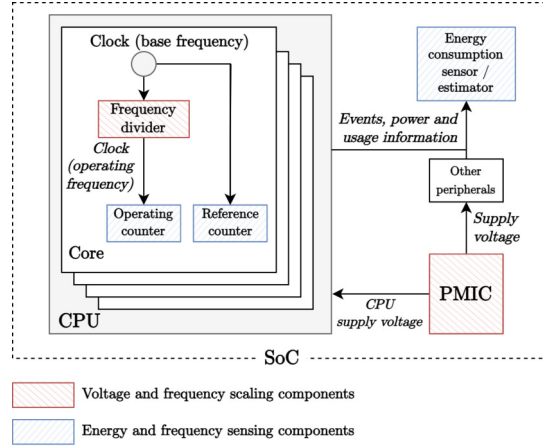 Clock (base frequency)
Frequency
divider
Clock
(operating
frequency)
Operating
counter
Reference
counter
Core
CPU
Energy
consumption
sensor /
estimator
Events, power and
usage information
Other
peripherals
Supply
voltage
PMIC
CPU
supply voltage
SoC
Voltage and frequency scaling components
Energy and frequency sensing components